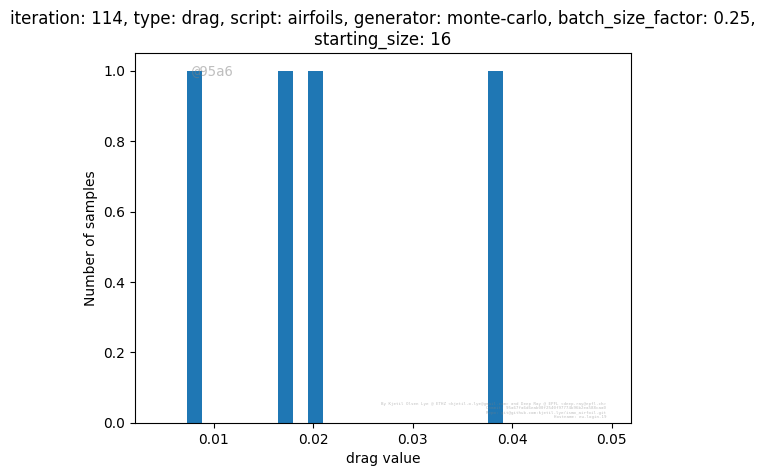 iteration: 114, type: drag, script: airfoils, generator: monte-carlo, batch_size_factor: 0.25,
starting_size: 16
@95a6
1.0
0.8
0.6
0.4
0.2
0.0
Number of samples
0.01
0.02
0.03
0.04
0.05
drag value